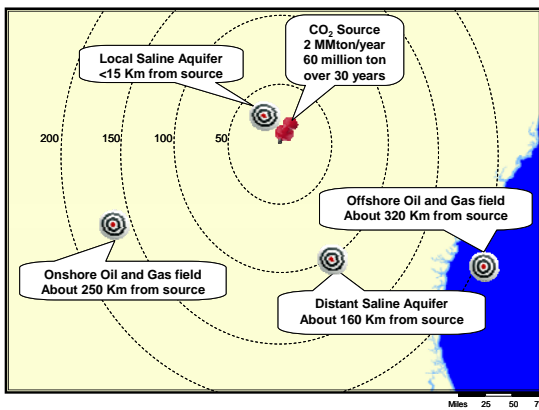 CO₂ Source
2 MMton/year
60 million ton
over 30 years
Local Saline Aquifer
<15 Km from source
200 150 100 50
Offshore Oil and Gas field
About 320 Km from source
Onshore Oil and Gas field
About 250 Km from source
Distant Saline Aquifer
About 160 Km from source
Miles 25 50